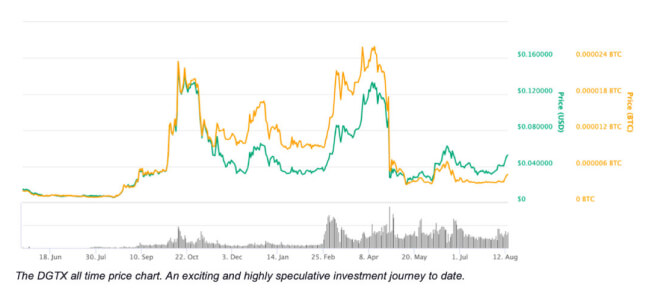 $0.160000 0.000024 BTC
$0.120000 0.000018 BTC
Price (USD)
Price (BTC)
$0.080000 0.000012 BTC
$0.040000 0.000006 BTC
$0 0 BTC
18. Jun 30. Jul 10. Sep 22. Oct 3. Dec 14. Jan 25. Feb 8. Apr 20. May 1. Jul 12. Aug
The DGTX all time price chart. An exciting and highly speculative investment journey to date.